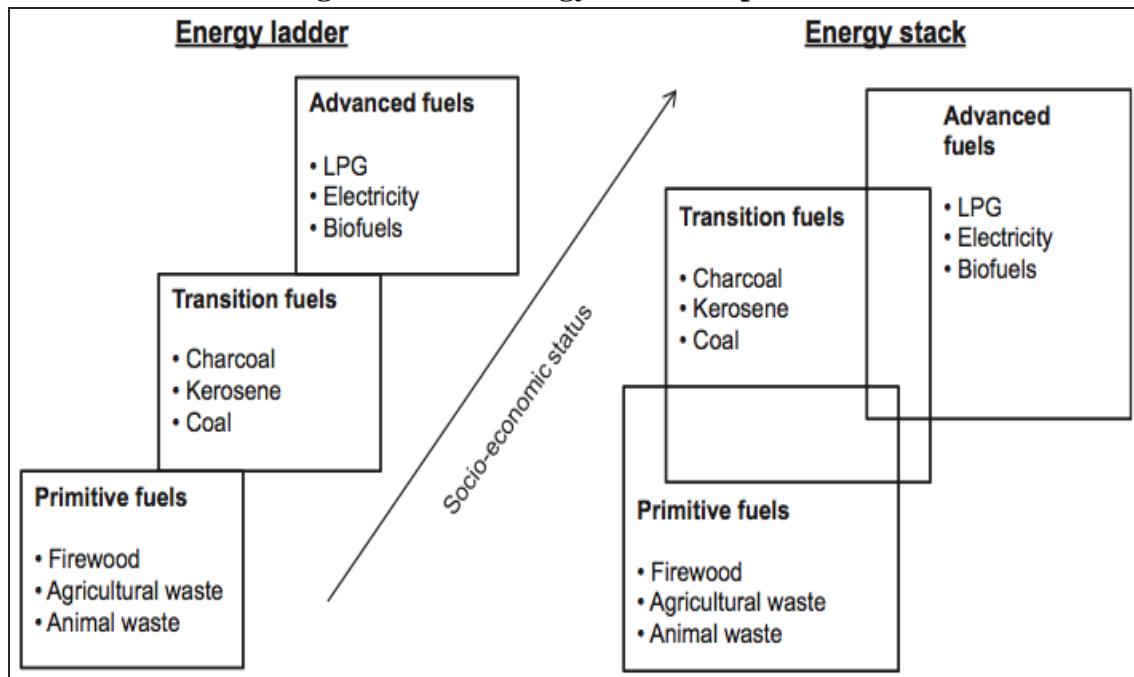 Energy ladder
Advanced fuels
• LPG
• Electricity
• Biofuels
Transition fuels
• Charcoal
• Kerosene
• Coal
Primitive fuels
• Firewood
• Agricultural waste
• Animal waste
Socio-economic status
Energy stack
Advanced
fuels
• LPG
• Electricity
• Biofuels
Transition fuels
• Charcoal
• Kerosene
• Coal
Primitive fuels
• Firewood
• Agricultural waste
• Animal waste